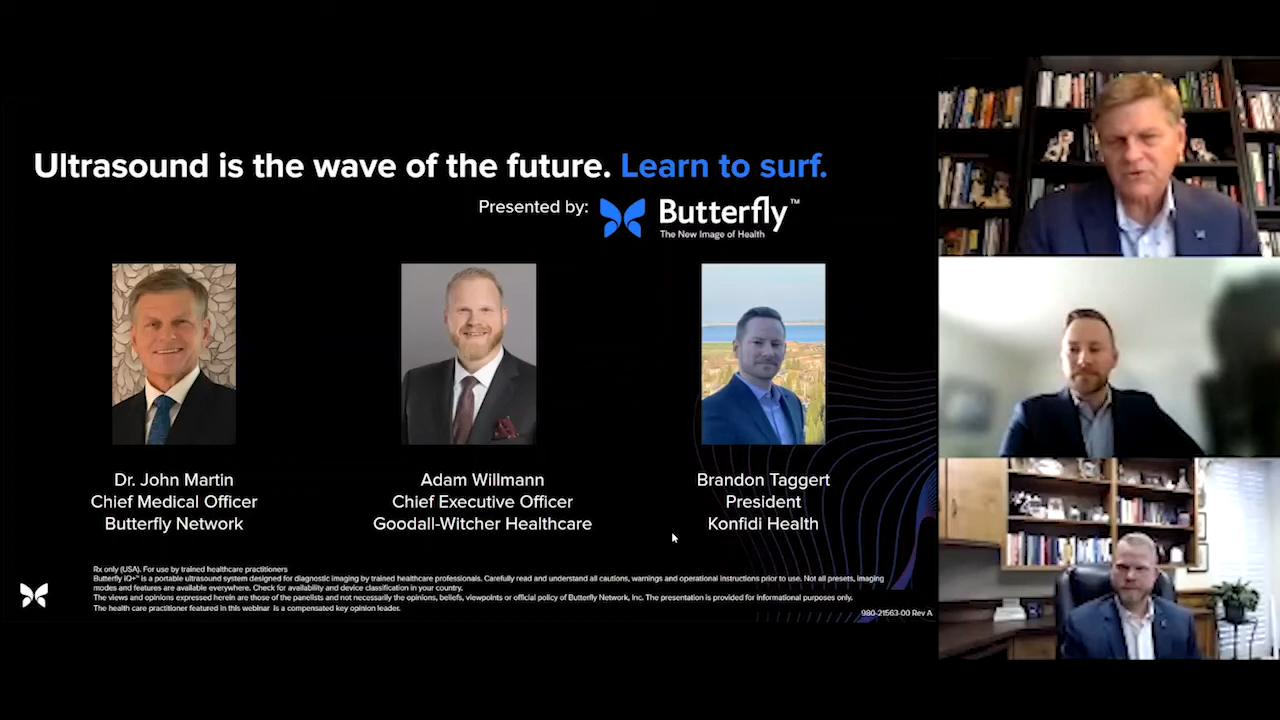 Ultrasound is the wave of the future. Learn to surf.
Presented by: Butterfly™
The New Image of Health
Dr. John Martin
Chief Medical Officer
Butterfly Network
Adam Willmann
Chief Executive Officer
Goodall-Witcher Healthcare
Brandon Taggert
President
Konfidi Health
Rx only (USA). For use by trained healthcare practitioners
Butterfly iQ+™ is a portable ultrasound system designed for diagnostic imaging by trained healthcare professionals. Carefully read and understand all cautions, warnings and operational instructions prior to use. Not all presets, imaging
modes and features are available everywhere. Check for availability and device classification in your country.
The views and opinions expressed herein are those of the panelists and not necessarily the opinions, beliefs, viewpoints or official policy of Butterfly Network, Inc. The presentation is provided for informational purposes only.
The health care practitioner featured in this webinar is a compensated key opinion leader.
980-21563-00 Rev A